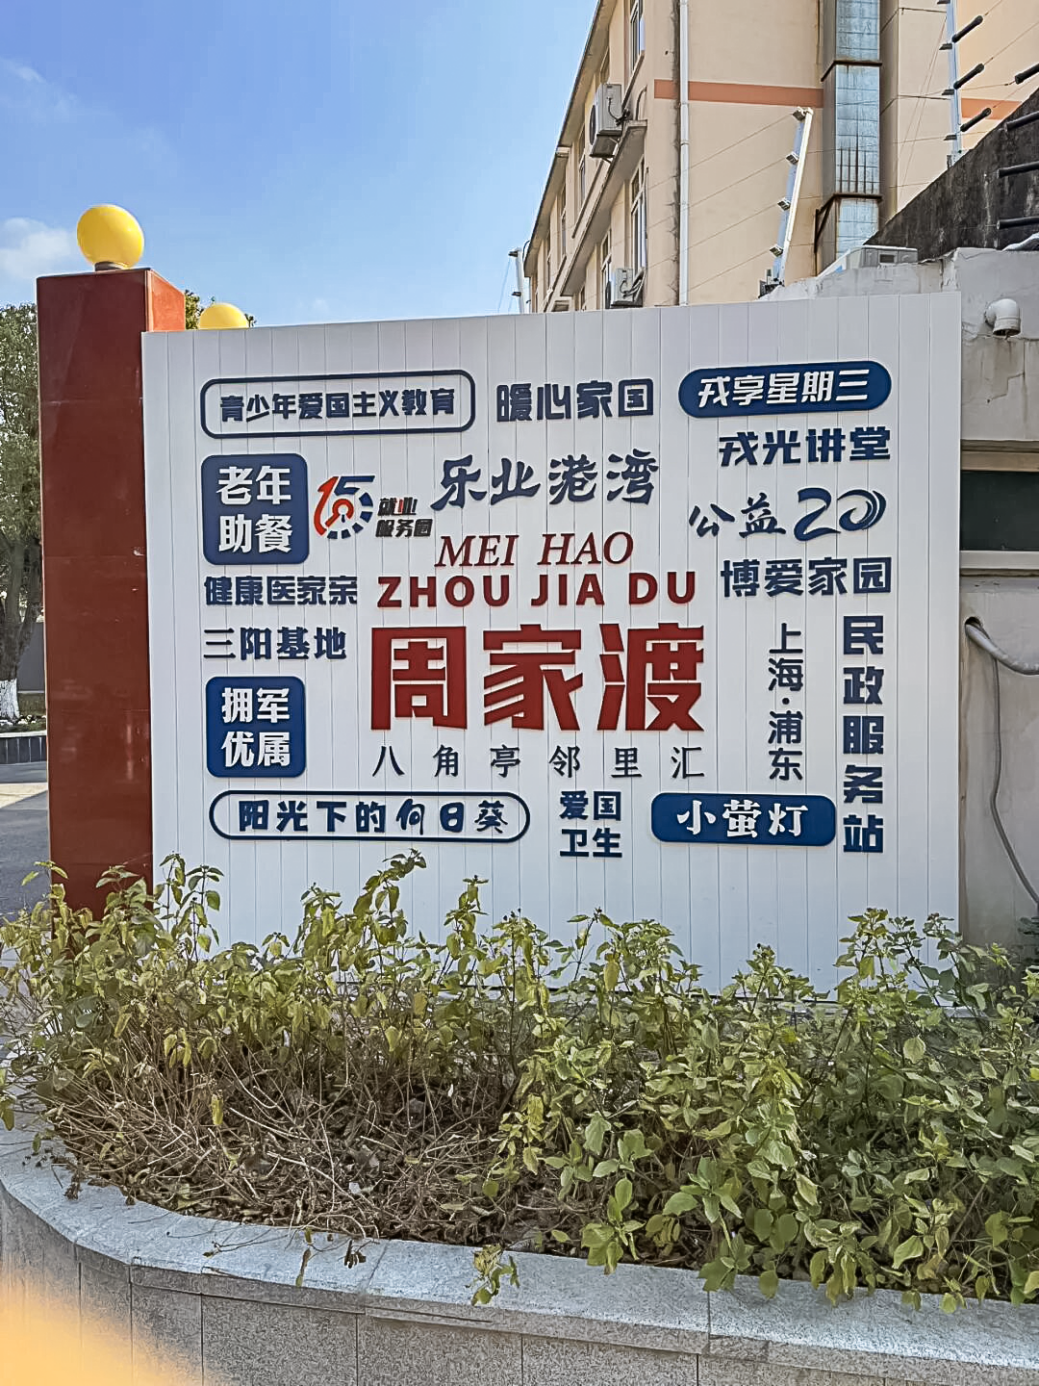 青少年爱国主义教育
暖心家园
戎享星期三
戎光讲堂
老年
助餐
15
就业
服务圈
乐业港湾
公益20
MEI HAO
ZHOU JIA DU
博爱家园
健康医家亲
三阳基地
周家渡
上海·浦东
民政服务站
拥军
优属
八角亭邻里汇
阳光下的向日葵
爱国
卫生
小萤灯